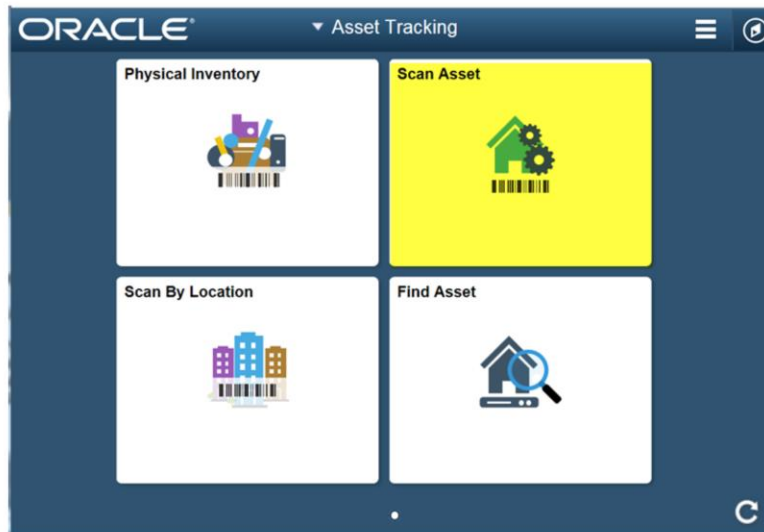 ORACLE®
Asset Tracking
Physical Inventory
Scan Asset
Scan By Location
Find Asset